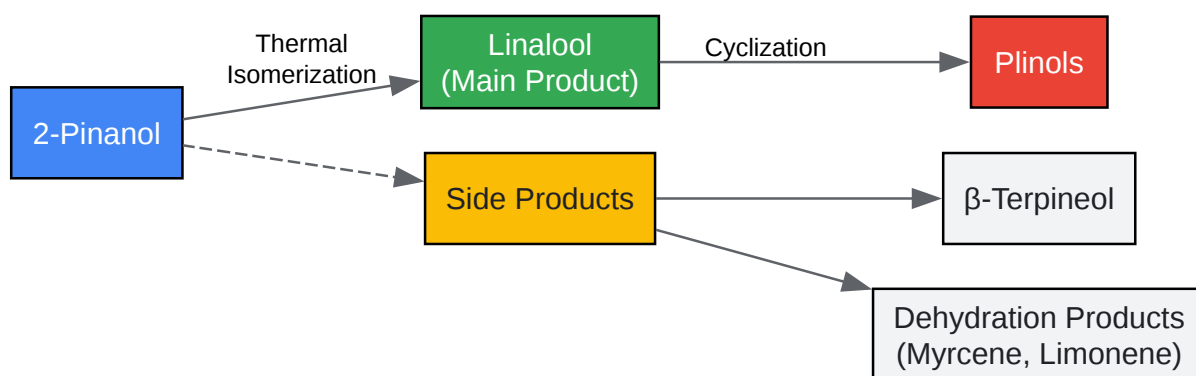 Thermal
Isomerization
Linalool
(Main Product)
Cyclization
Plinols
2-Pinanol
Side Products
β-Terpineol
Dehydration Products
(Myrcene, Limonene)